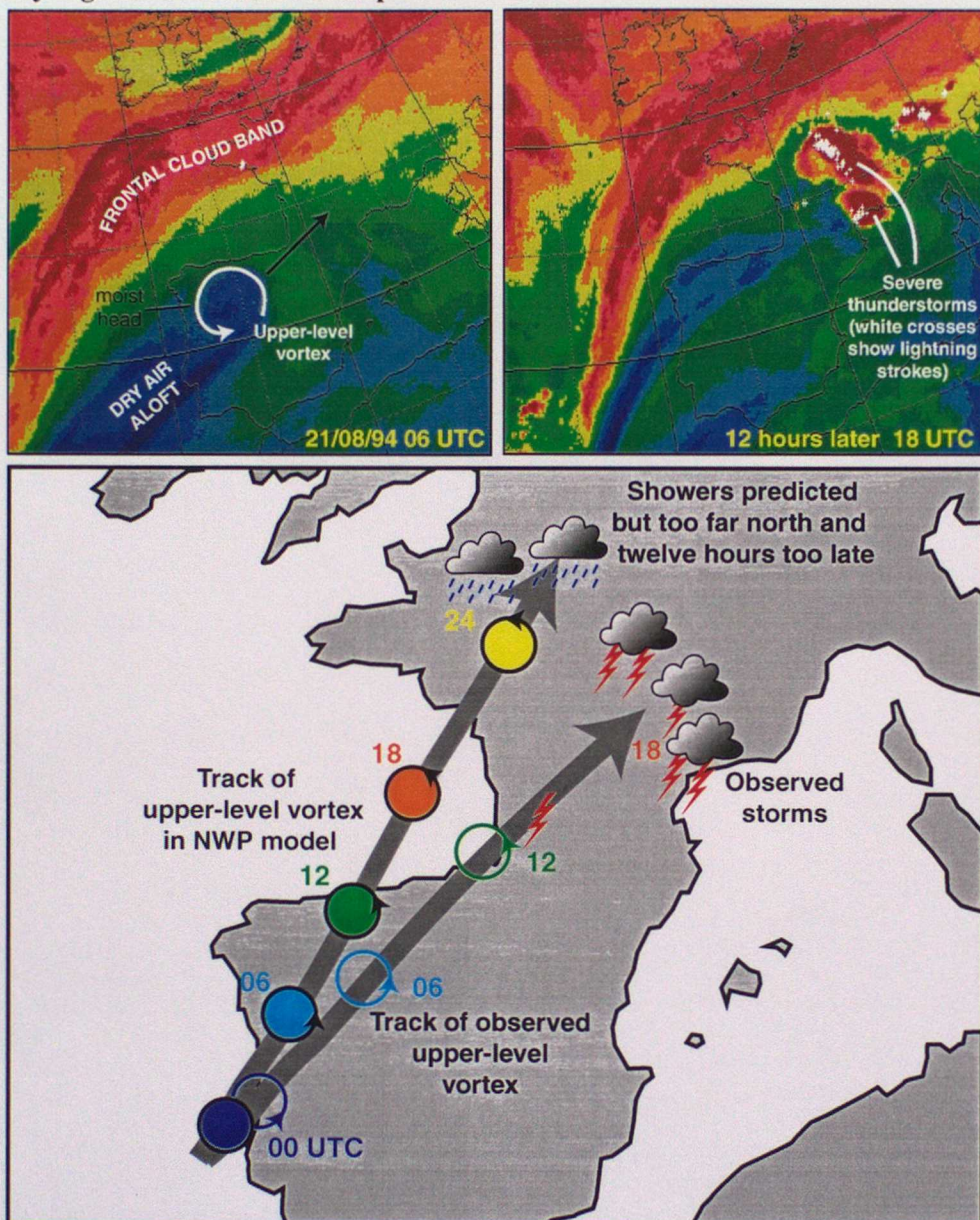 FRONTAL CLOUD BAND
moist
head
Upper-level
vortex
DRY AIR
ALOFT
21/08/94 06 UTC
Severe
thunderstorms
(white crosses
show lightning
strokes)
12 hours later 18 UTC
Showers predicted
but too far north and
twelve hours too late
24
18
18
Track of
upper-level vortex
in NWP model
Observed
storms
12
12
06
06
Track of observed
upper-level
vortex
00 UTC